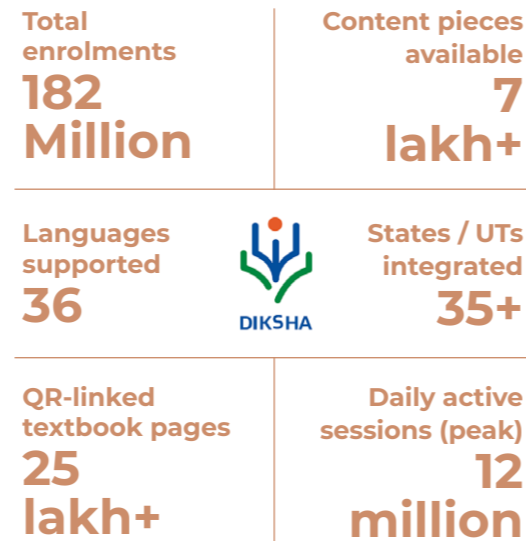 Total
enrolments
182
Million
Content pieces
available
7
lakh+
Languages
supported
36
DIKSHA
States / UTs
integrated
35+
QR-linked
textbook pages
25
lakh+
Daily active
sessions (peak)
12
million